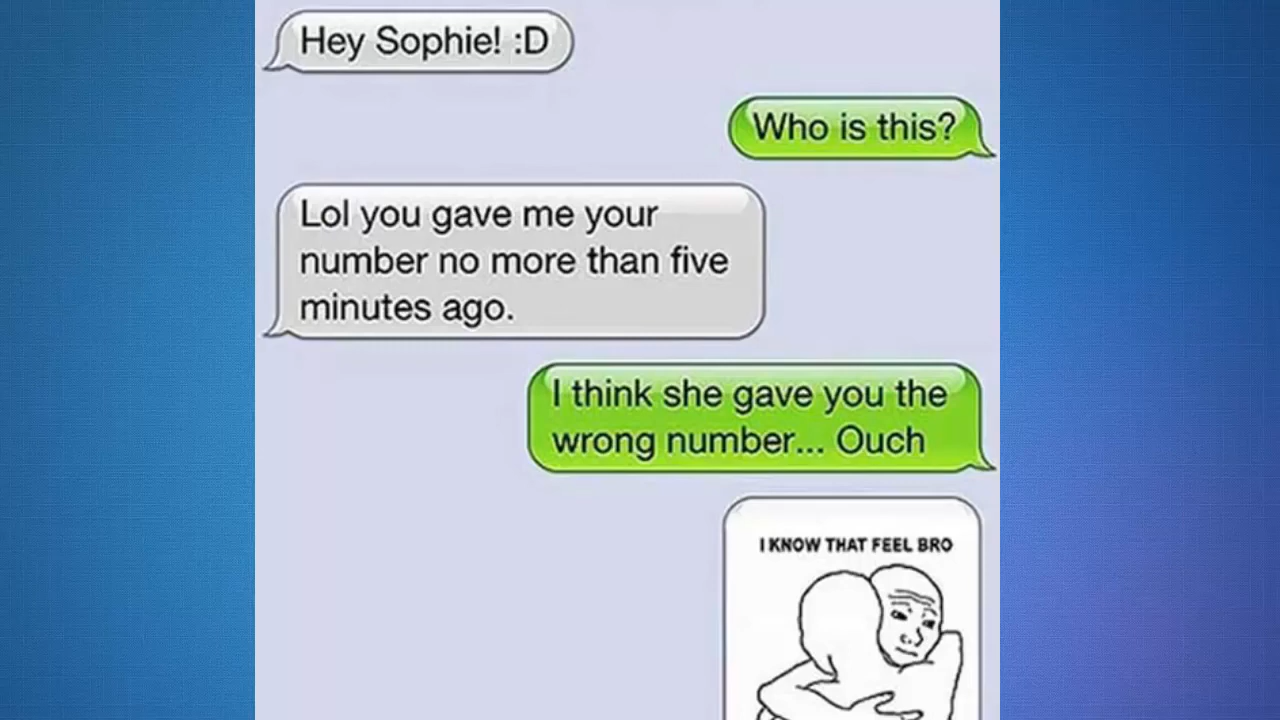 Hey Sophie! :D
Who is this?
Lol you gave me your
number no more than five
minutes ago.
I think she gave you the
wrong number... Ouch
I KNOW THAT FEEL BRO